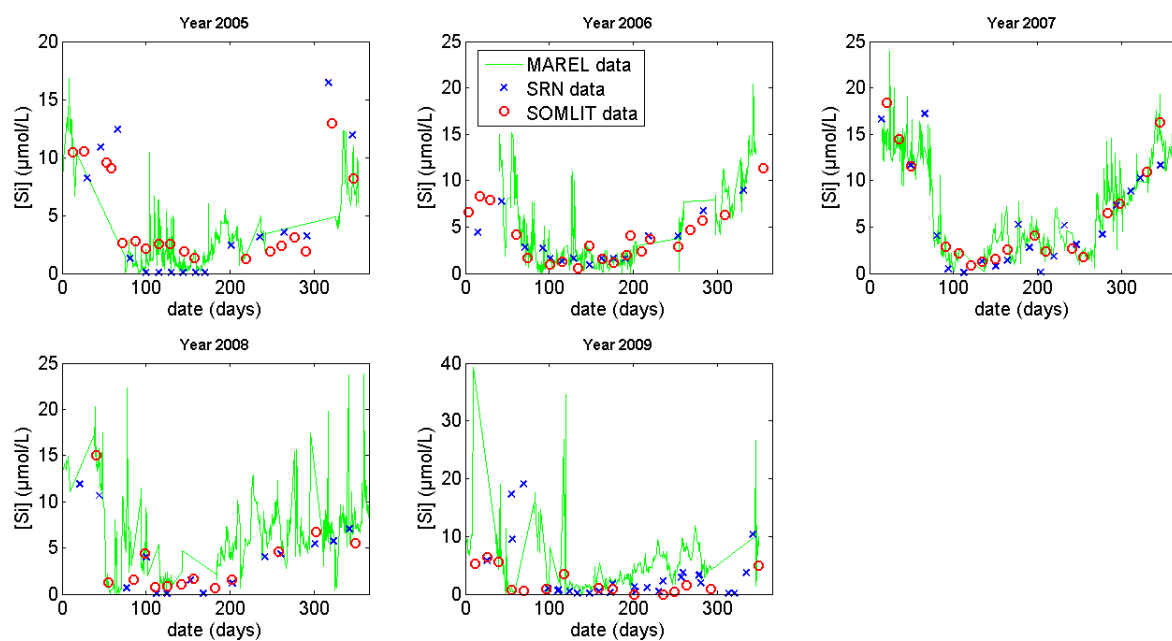 Year 2005
20
15
10
5
0
[Si] (µmol/L)
0 100 200 300
date (days)
Year 2006
25
20
15
10
5
0
[Si] (µmol/L)
MAREL data
SRN data
SOMLIT data
0 100 200 300
date (days)
Year 2007
25
20
15
10
5
0
[Si] (µmol/L)
0 100 200 300
date (days)
Year 2008
25
20
15
10
5
0
[Si] (µmol/L)
0 100 200 300
date (days)
Year 2009
40
30
20
10
0
[Si] (µmol/L)
0 100 200 300
date (days)